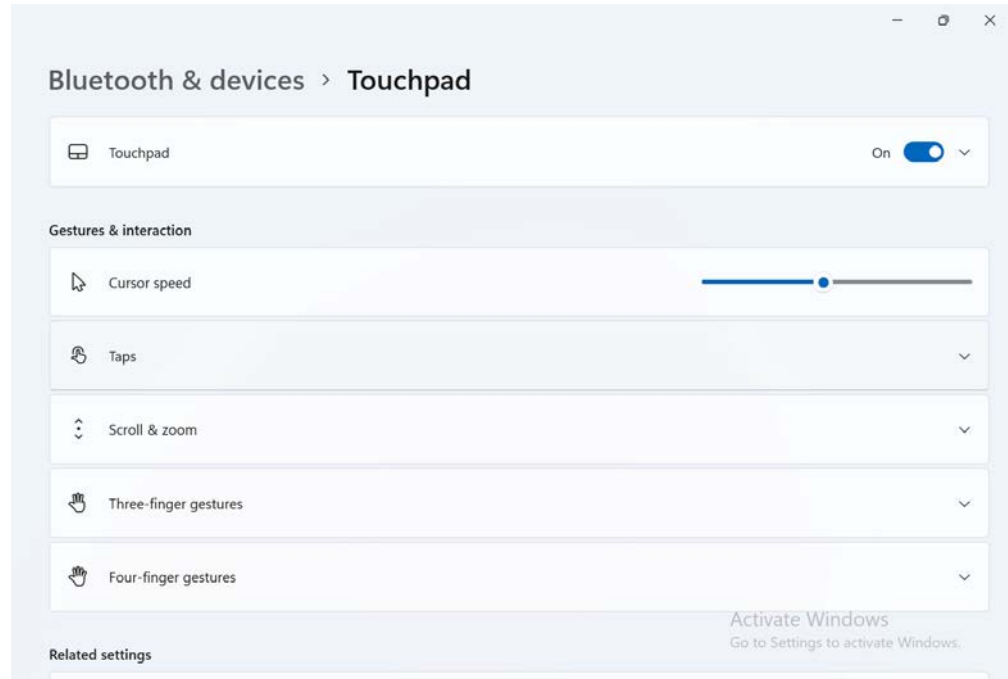 Bluetooth & devices > Touchpad
Touchpad On
Gestures & interaction
Cursor speed
Taps
Scroll & zoom
Three-finger gestures
Four-finger gestures
Activate Windows
Go to Settings to activate Windows.
Related settings